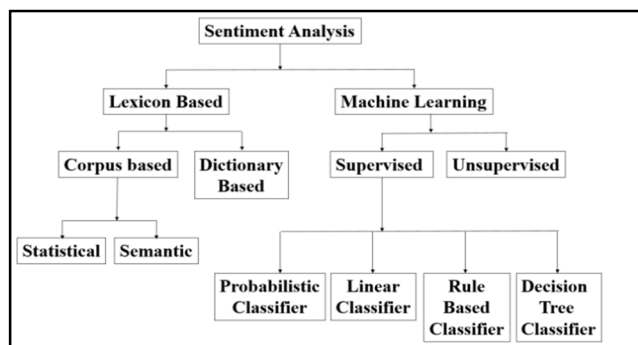 Sentiment Analysis
Lexicon Based
Machine Learning
Corpus based
Dictionary
Based
Supervised
Unsupervised
Statistical
Semantic
Probabilistic
Classifier
Linear
Classifier
Rule
Based
Classifier
Decision
Tree
Classifier